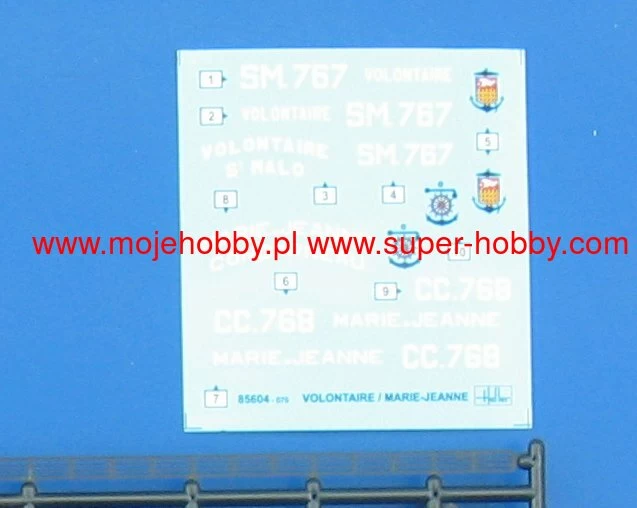 1 SM.767 VOLONTAIRE
2 VOLONTAIRE SM.767
VOLONTAIRE SM.767 5
ST MALO
8 3 4
www.mojehobby.pl www.super-hobby.com
6 9 CC.768
CC.768 - MARIE-JEANNE
MARIE-JEANNE CC.768
7 85604 - 075 VOLONTAIRE / MARIE-JEANNE Heller